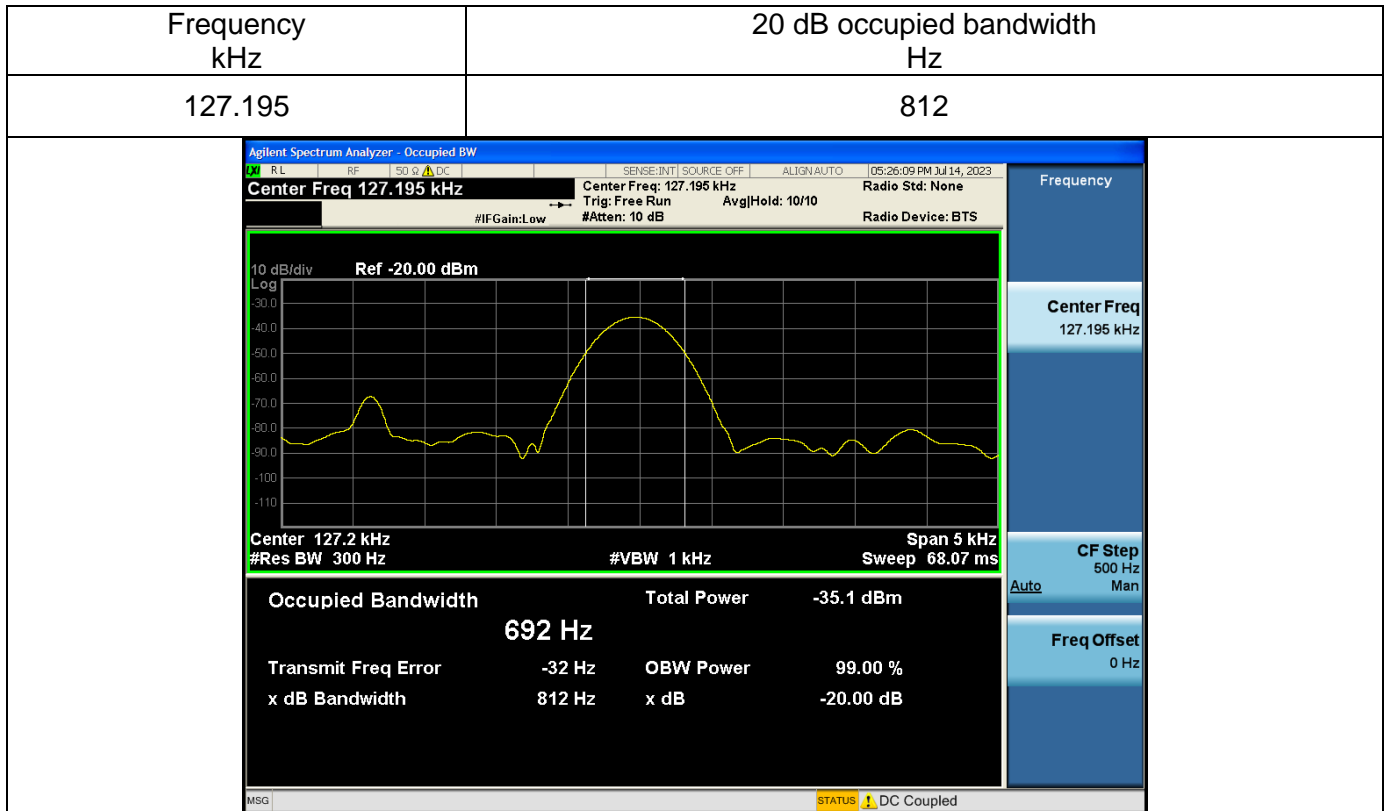 Frequency
kHz
20 dB occupied bandwidth
Hz
127.195
812
Agilent Spectrum Analyzer - Occupied BW
LXI RL RF 50 Ω DC SENSE:INT SOURCE OFF ALIGN AUTO 05:26:09 PM Jul 14, 2023
Center Freq 127.195 kHz
Center Freq: 127.195 kHz
Radio Std: None
Trig: Free Run Avg|Hold: 10/10
#IFGain:Low
#Atten: 10 dB
Radio Device: BTS
Frequency
10 dB/div Ref -20.00 dBm
Log
-30.0
-40.0
-50.0
-60.0
-70.0
-80.0
-90.0
-100
-110
Center 127.2 kHz Span 5 kHz
#Res BW 300 Hz #VBW 1 kHz Sweep 68.07 ms
Center Freq
127.195 kHz
CF Step
500 Hz
Auto Man
Freq Offset
0 Hz
Occupied Bandwidth Total Power -35.1 dBm
692 Hz
Transmit Freq Error -32 Hz OBW Power 99.00 %
x dB Bandwidth 812 Hz x dB -20.00 dB
MSG STATUS DC Coupled